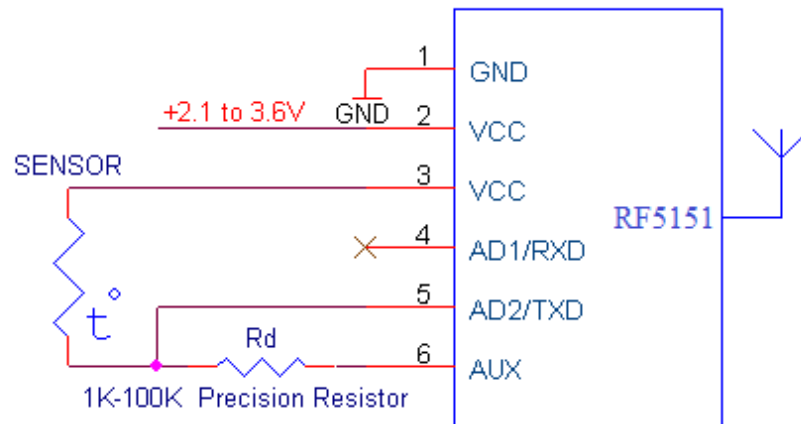 1
GND
+2.1 to 3.6V
GND
2
VCC
SENSOR
3
VCC
RF5151
4
AD1/RXD
t°
5
AD2/TXD
Rd
6
AUX
1K-100K Precision Resistor